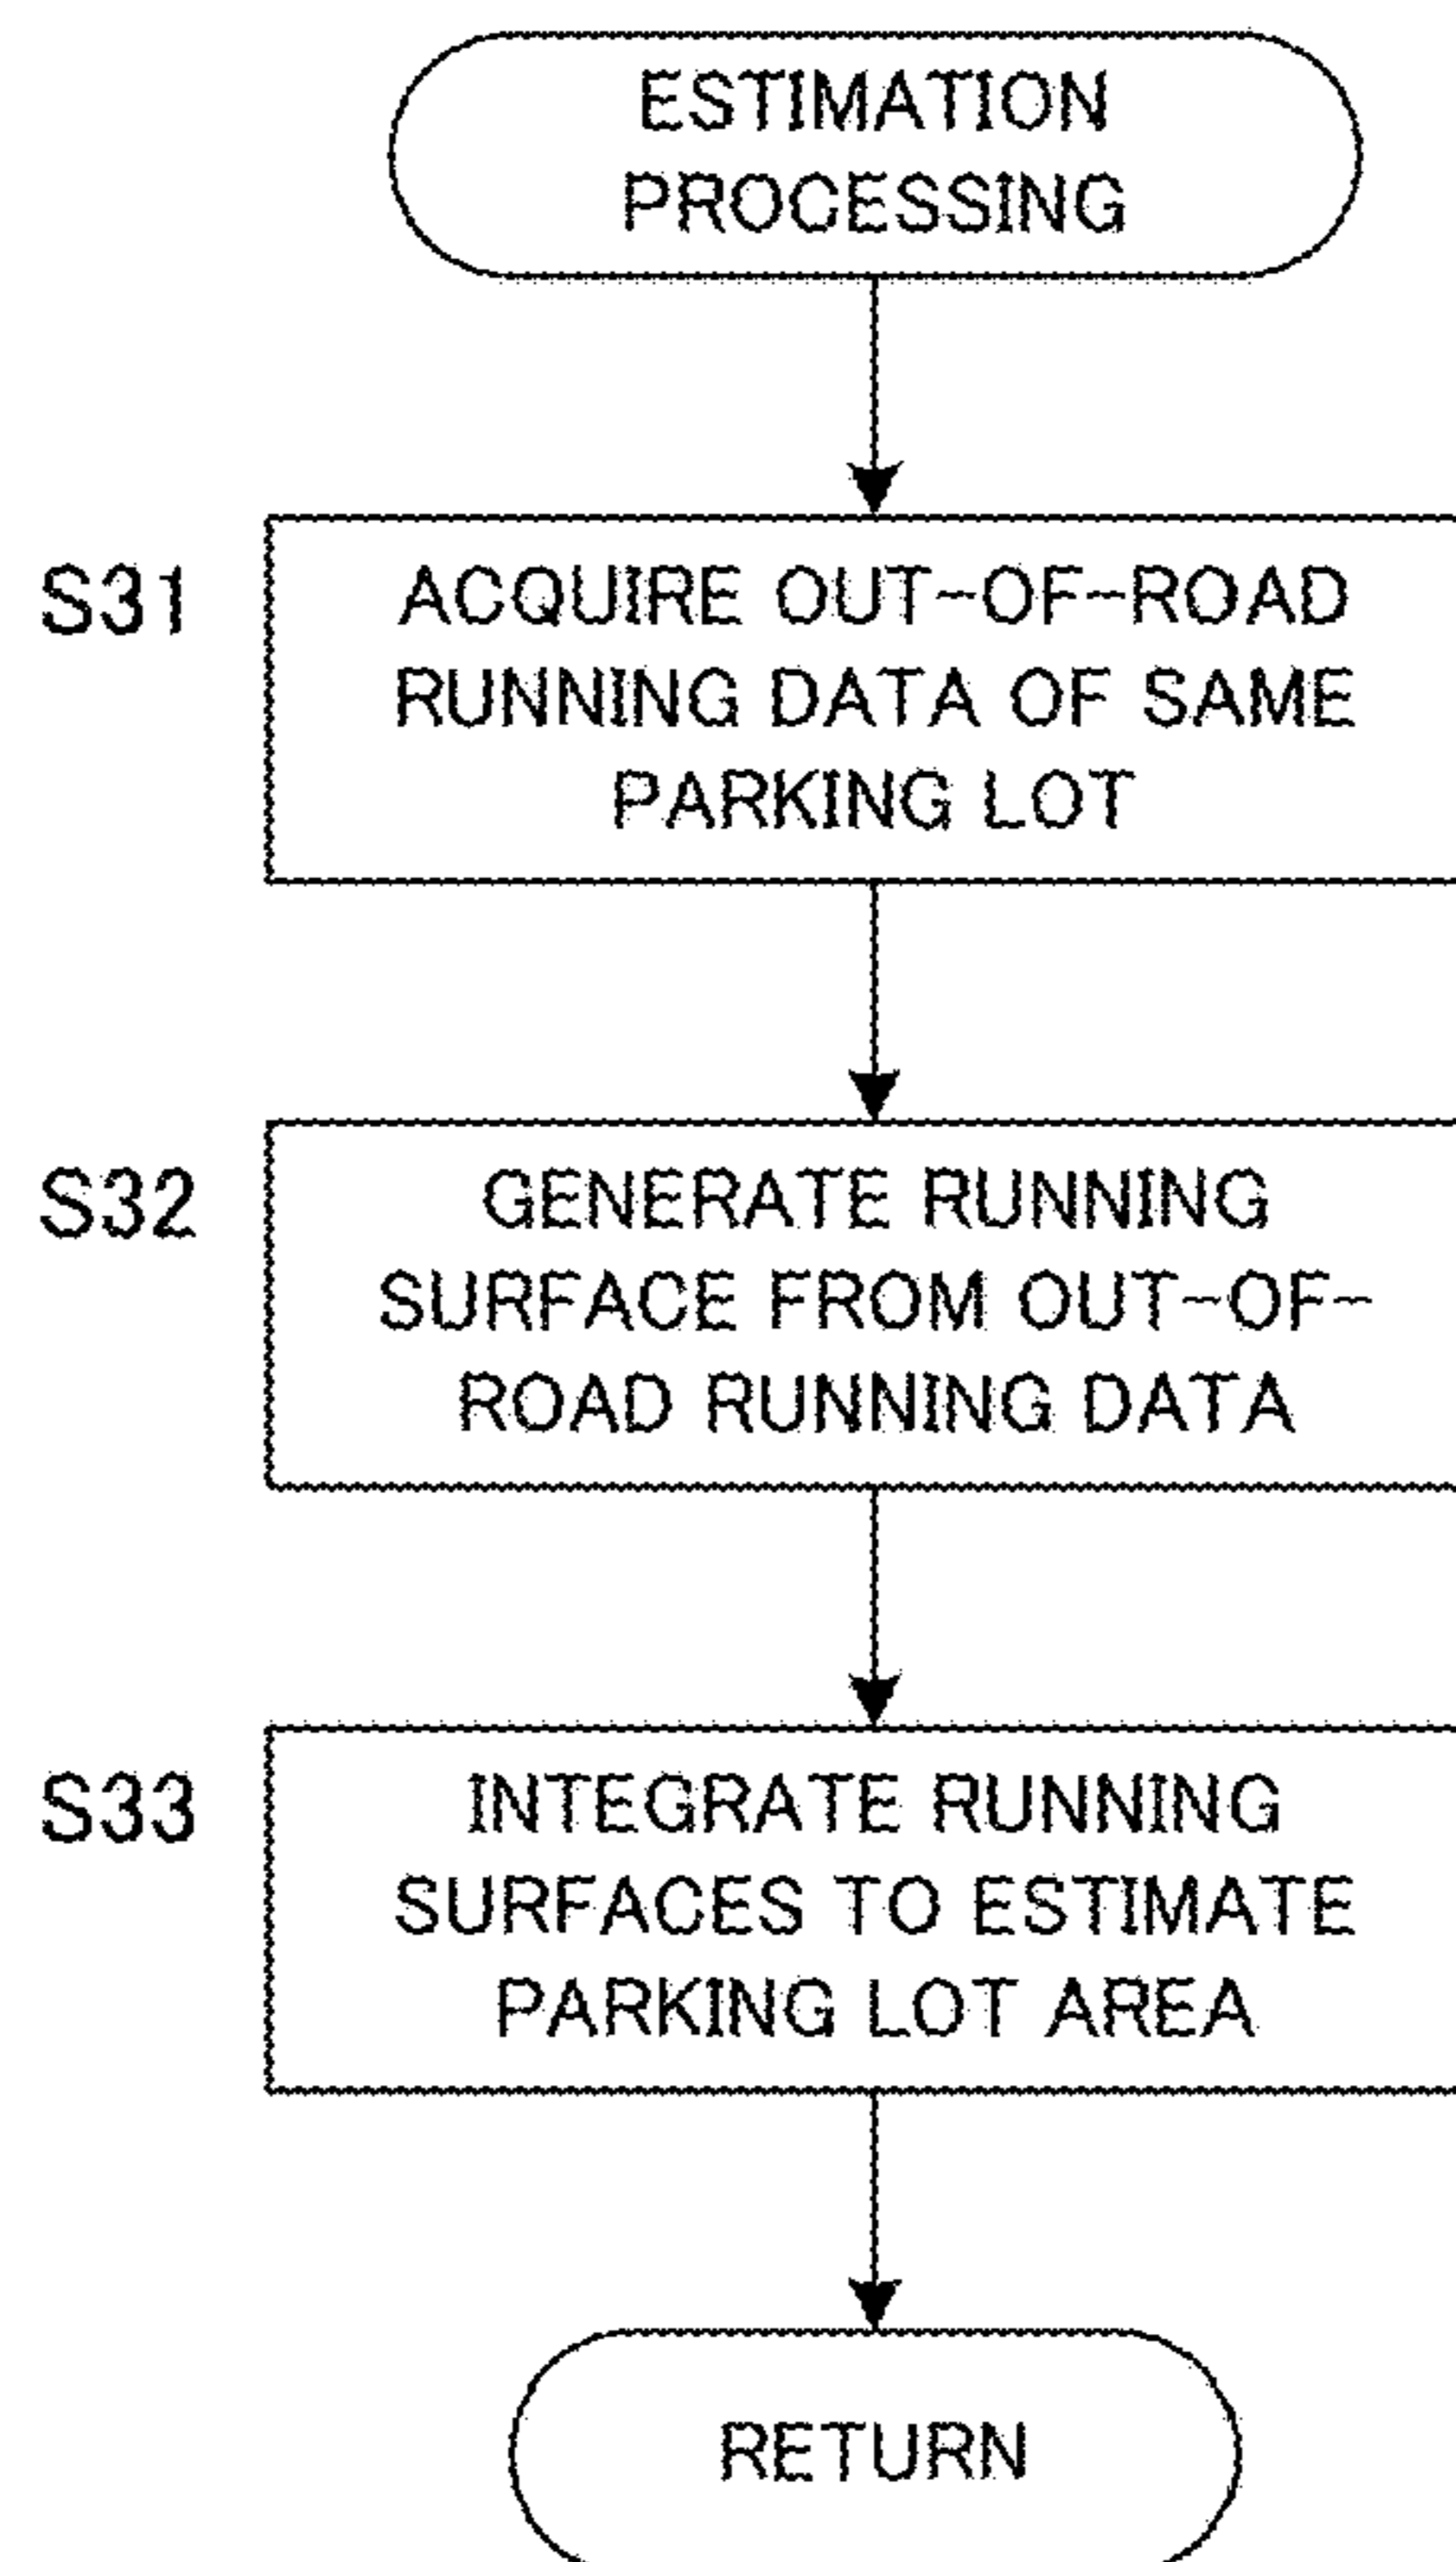 ESTIMATION
PROCESSING
S31
ACQUIRE OUT-OF-ROAD
RUNNING DATA OF SAME
PARKING LOT
S32
GENERATE RUNNING
SURFACE FROM OUT-OF-
ROAD RUNNING DATA
S33
INTEGRATE RUNNING
SURFACES TO ESTIMATE
PARKING LOT AREA
RETURN